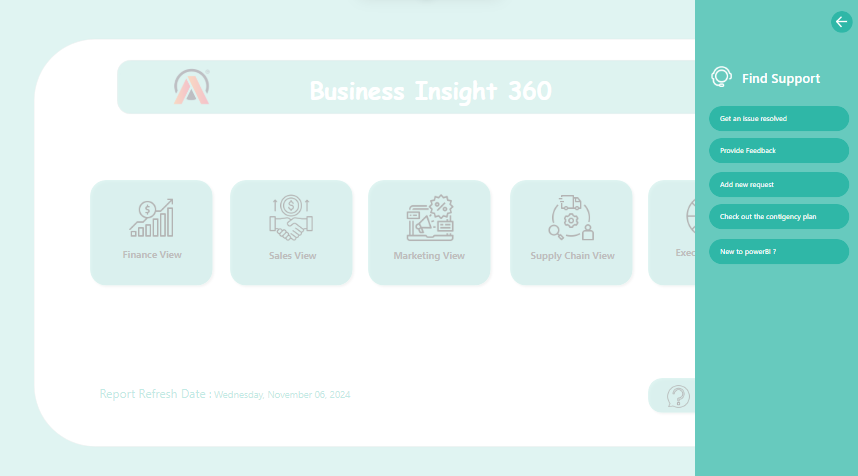 Business Insight 360
Find Support
Get an issue resolved
Provide Feedback
Add new request
Check out the contigency plan
New to powerBI ?
Finance View
Sales View
Marketing View
Supply Chain View
Report Refresh Date : Wednesday, November 06, 2024